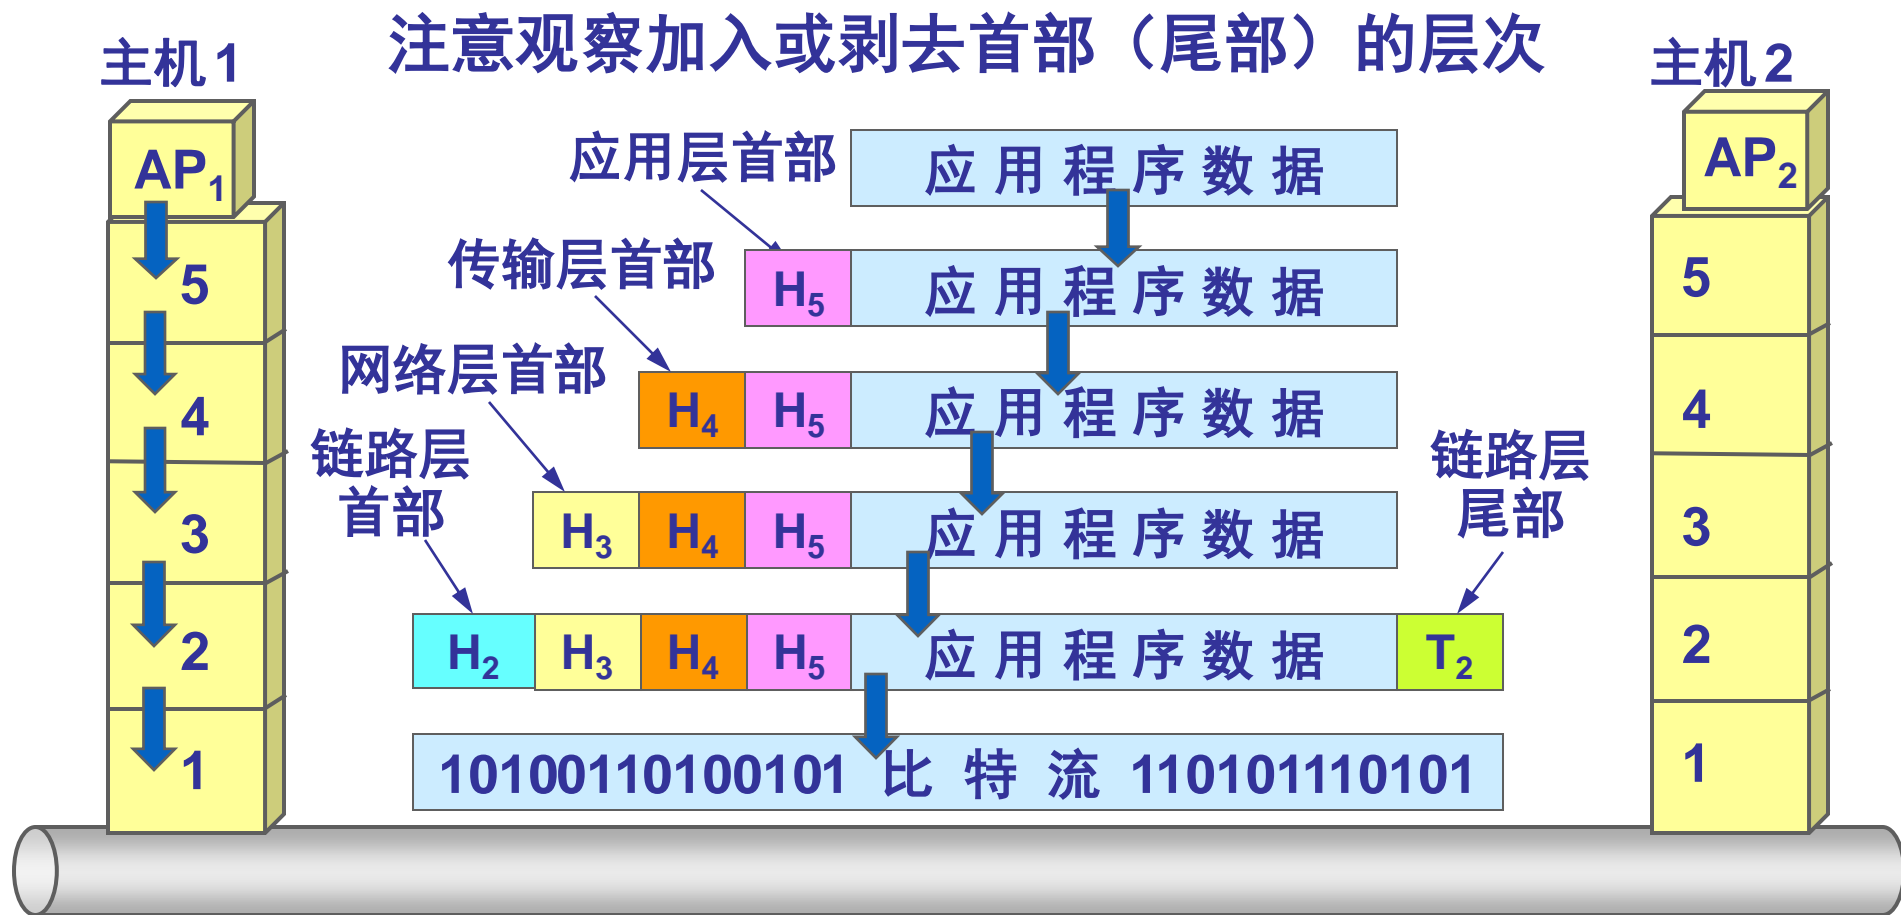 注意观察加入或剥去首部（尾部）的层次
主机 1
主机 2
AP1
AP2
应用层首部
应 用 程 序 数 据
5
H5 应 用 程 序 数 据
5
传输层首部
4
H4 H5 应 用 程 序 数 据
4
网络层首部
3
H3 H4 H5 应 用 程 序 数 据
3
链路层
首部
链路层
尾部
2
H2 H3 H4 H5 应 用 程 序 数 据 T2
2
1
10100110100101 比 特 流 110101110101
1